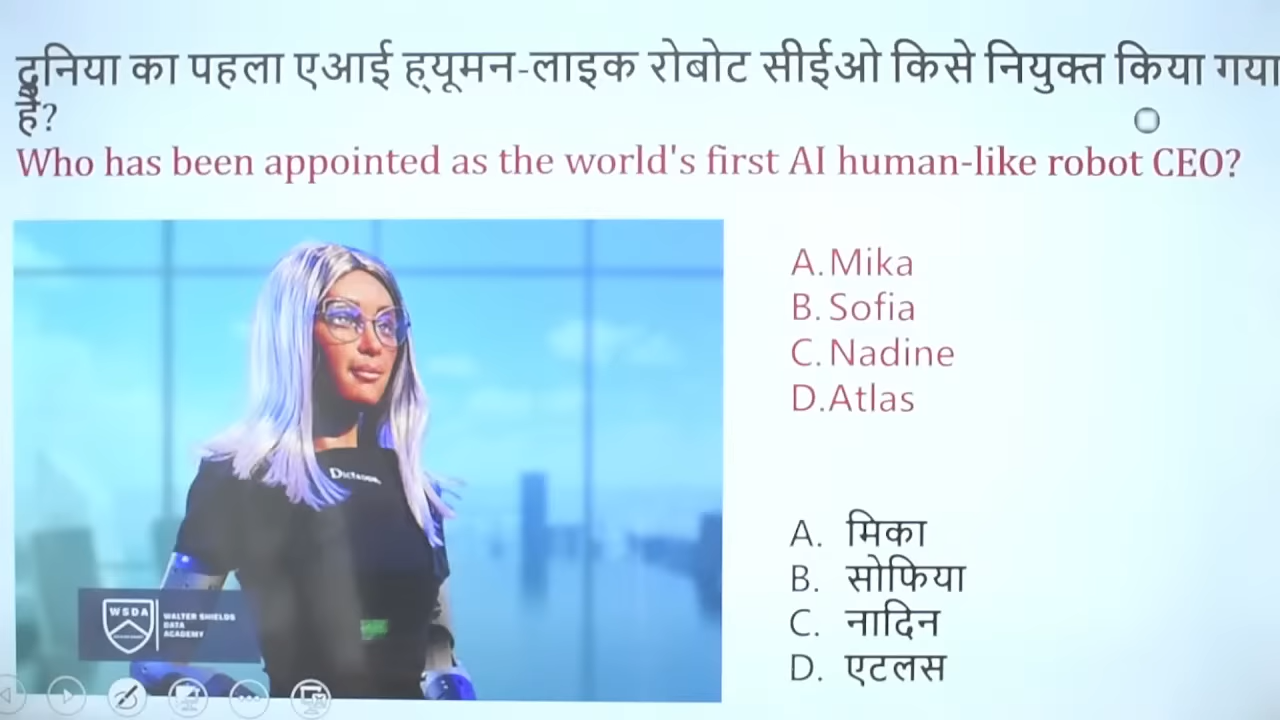 दुनिया का पहला एआई ह्यूमन-लाइक रोबोट सीईओ किसे नियुक्त किया गया
है?
Who has been appointed as the world's first AI human-like robot CEO?
A.Mika
B. Sofia
C. Nadine
D.Atlas
Dictador
A. मिका
B. सोफिया
C. नादिन
D. एटलस
WSDA
WALTER SHIELDS
DATA
ACADEMY